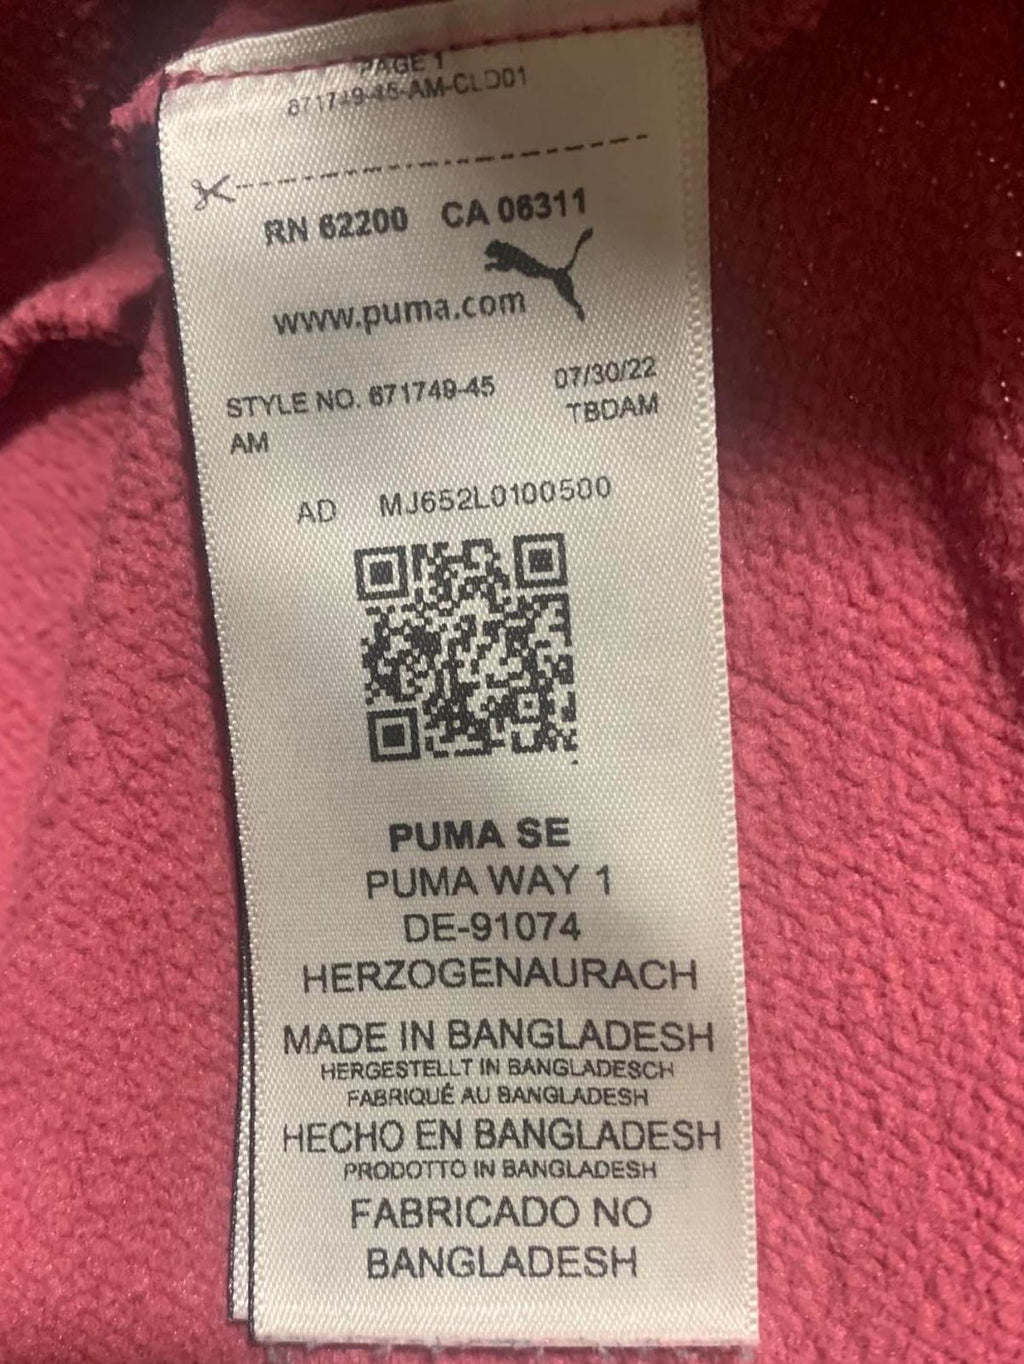 PAGE 1
671749-45-AM-CLD01
RN 62200 CA 06311
www.puma.com
STYLE NO. 671749-45 07/30/22
AM TBDAM
AD MJ652L0100500
PUMA SE
PUMA WAY 1
DE-91074
HERZOGENAURACH
MADE IN BANGLADESH
HERGESTELLT IN BANGLADESCH
FABRIQUÉ AU BANGLADESH
HECHO EN BANGLADESH
PRODOTTO IN BANGLADESH
FABRICADO NO
BANGLADESH